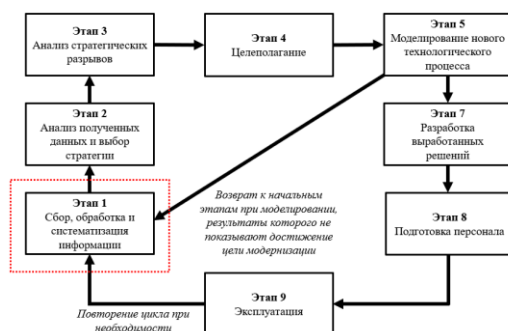 Этап 3
Анализ стратегических
разрывов
Этап 4
Целеполагание
Этап 5
Моделирование нового
технологического
процесса
Этап 2
Анализ полученных
данных и выбор
стратегии
Этап 7
Разработка
выработанных
решений
Этап 1
Сбор, обработка и
систематизация
информации
Возврат к начальным
этапам при моделировании,
результаты которого не
показывают достижение
цели модернизации
Этап 8
Подготовка персонала
Этап 9
Эксплуатация
Повторение цикла при
необходимости